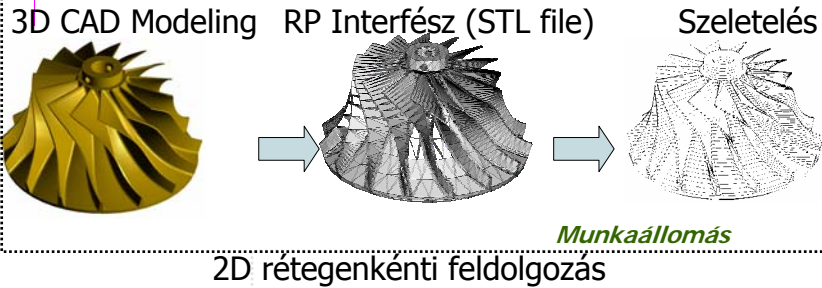 3D CAD Modeling RP Interfész (STL file) Szeletelés
Munkaállomás
2D rétegenkénti feldolgozás